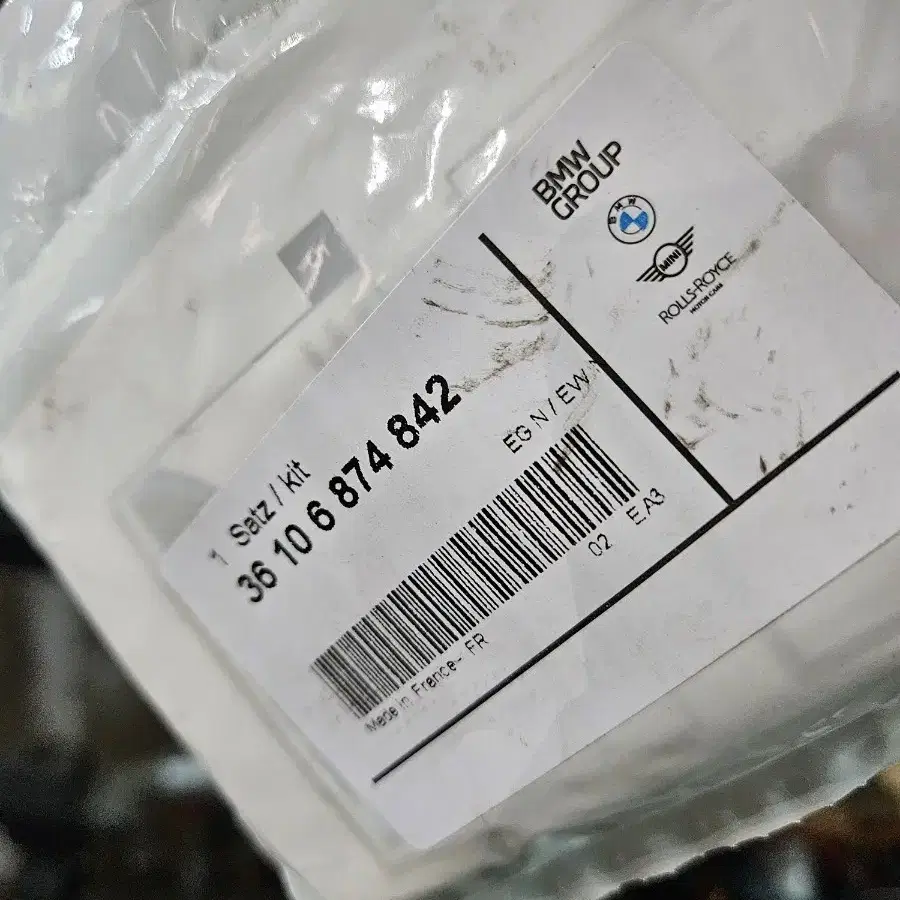 BMW
GROUP
BMW
MINI
ROLLS-ROYCE
MOTOR CARS
1 Satz / kit
36 10 6 874 842
EG N / EW
02 EA3
Made in France- FR